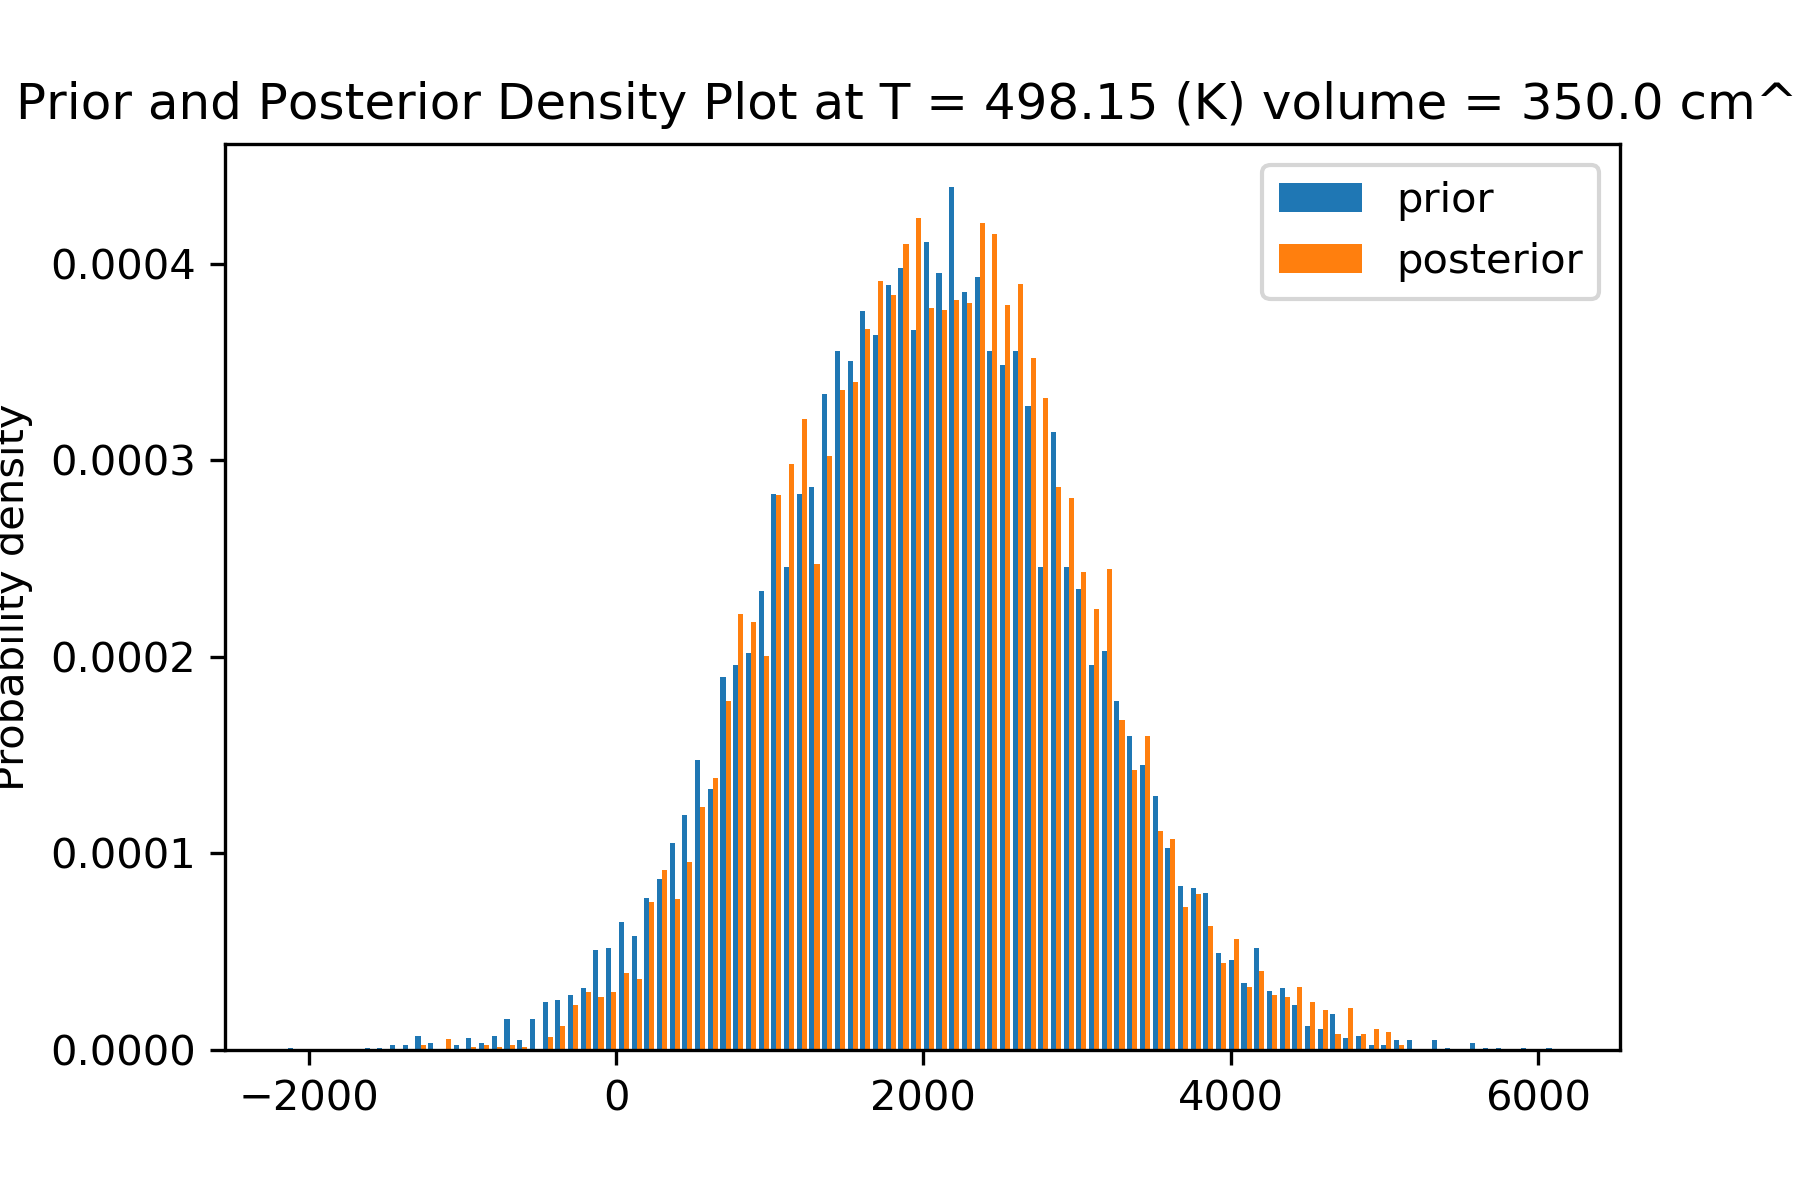 Prior and Posterior Density Plot at T = 498.15 (K) volume = 350.0 cm^
prior
posterior
0.0004
0.0003
0.0002
0.0001
0.0000
Probability density
−2000
0
2000
4000
6000